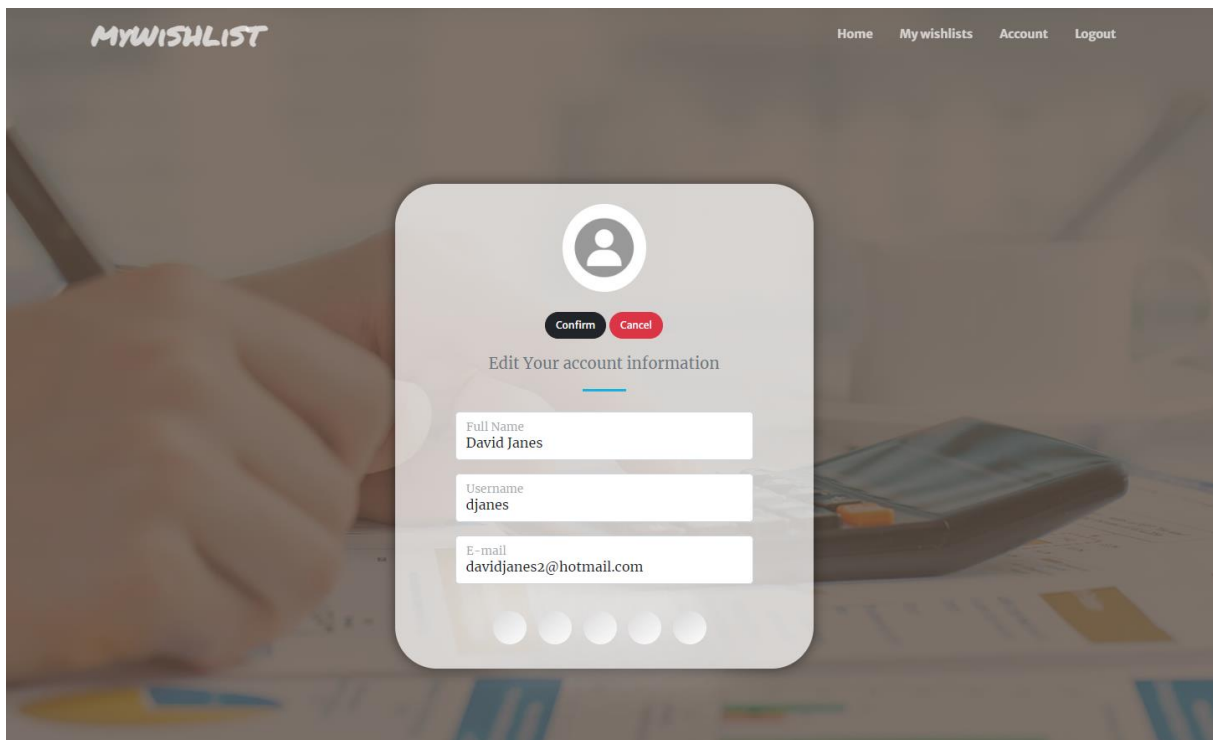 MYWISHLIST
Home My wishlists Account Logout
Confirm Cancel
Edit Your account information
Full Name
David Janes
Username
djanes
E-mail
davidjanes2@hotmail.com